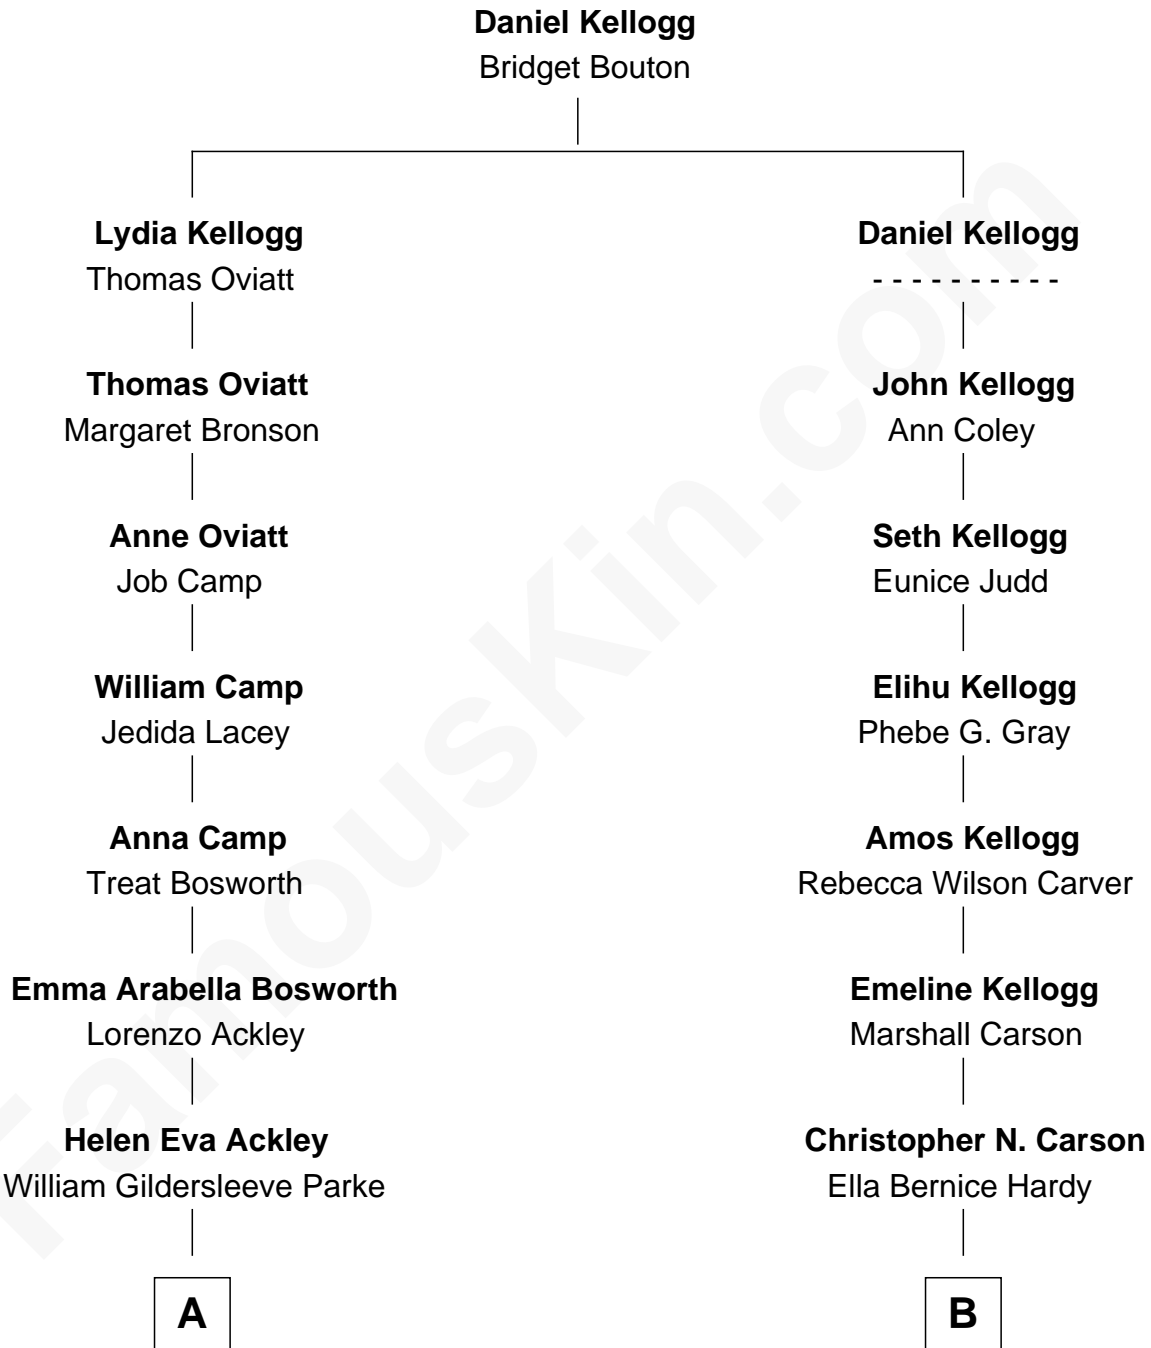 Daniel Kellogg
Bridget Bouton
Lydia Kellogg
Thomas Oviatt
Daniel Kellogg
- - - - - - - - - -
Thomas Oviatt
Margaret Bronson
John Kellogg
Ann Coley
Anne Oviatt
Job Camp
Seth Kellogg
Eunice Judd
William Camp
Jedida Lacey
Elihu Kellogg
Phebe G. Gray
Anna Camp
Treat Bosworth
Amos Kellogg
Rebecca Wilson Carver
Emma Arabella Bosworth
Lorenzo Ackley
Emeline Kellogg
Marshall Carson
Helen Eva Ackley
William Gildersleeve Parke
Christopher N. Carson
Ella Bernice Hardy
A
B
FamousKin.com